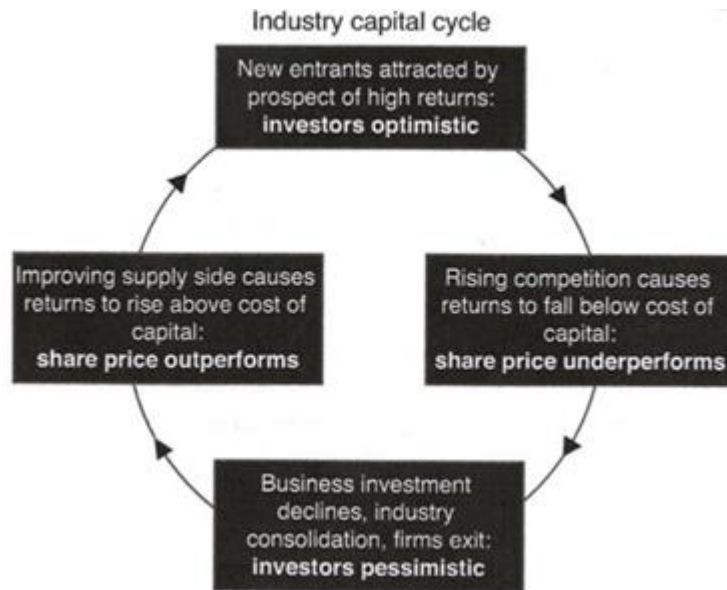 Industry capital cycle
New entrants attracted by
prospect of high returns:
investors optimistic
Improving supply side causes
returns to rise above cost of
capital:
share price outperforms
Rising competition causes
returns to fall below cost of
capital:
share price underperforms
Business investment
declines, industry
consolidation, firms exit:
investors pessimistic